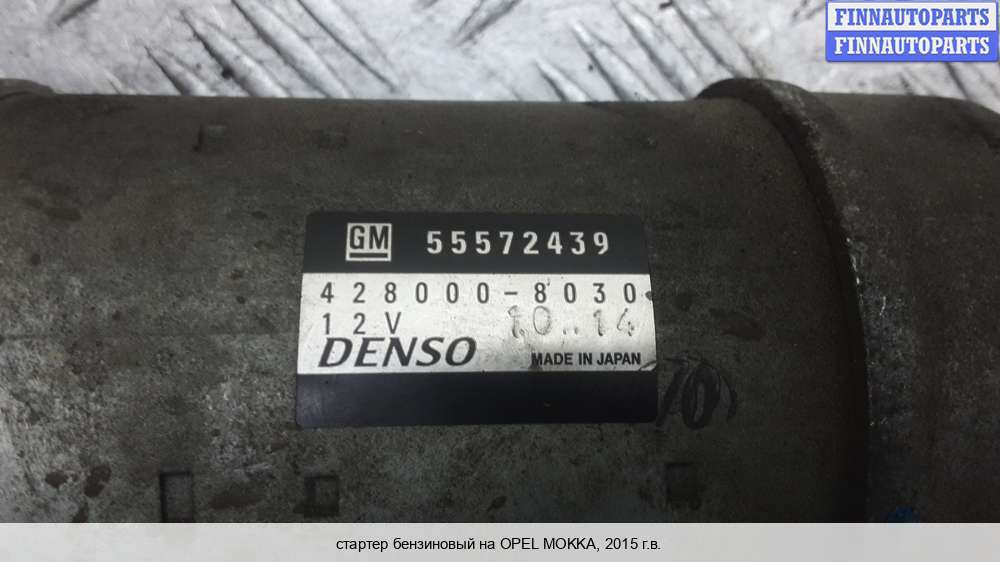 FINNAUTOPARTS
FINNAUTOPARTS
GM 55572439
428000-8030
12V 10..14
DENSO MADE IN JAPAN
стартер бензиновый на OPEL MOKKA, 2015 г.в.